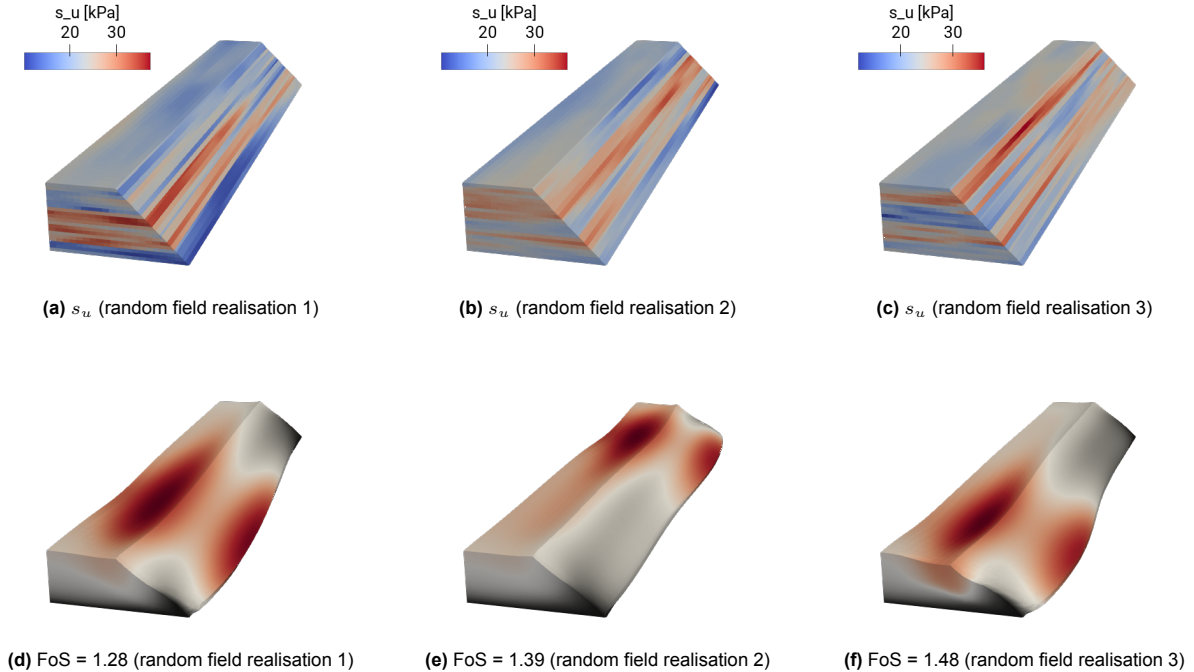 s_u [kPa]
20 30
s_u [kPa]
20 30
s_u [kPa]
20 30
(a) s_u (random field realisation 1)
(b) s_u (random field realisation 2)
(c) s_u (random field realisation 3)
(d) FoS = 1.28 (random field realisation 1)
(e) FoS = 1.39 (random field realisation 2)
(f) FoS = 1.48 (random field realisation 3)